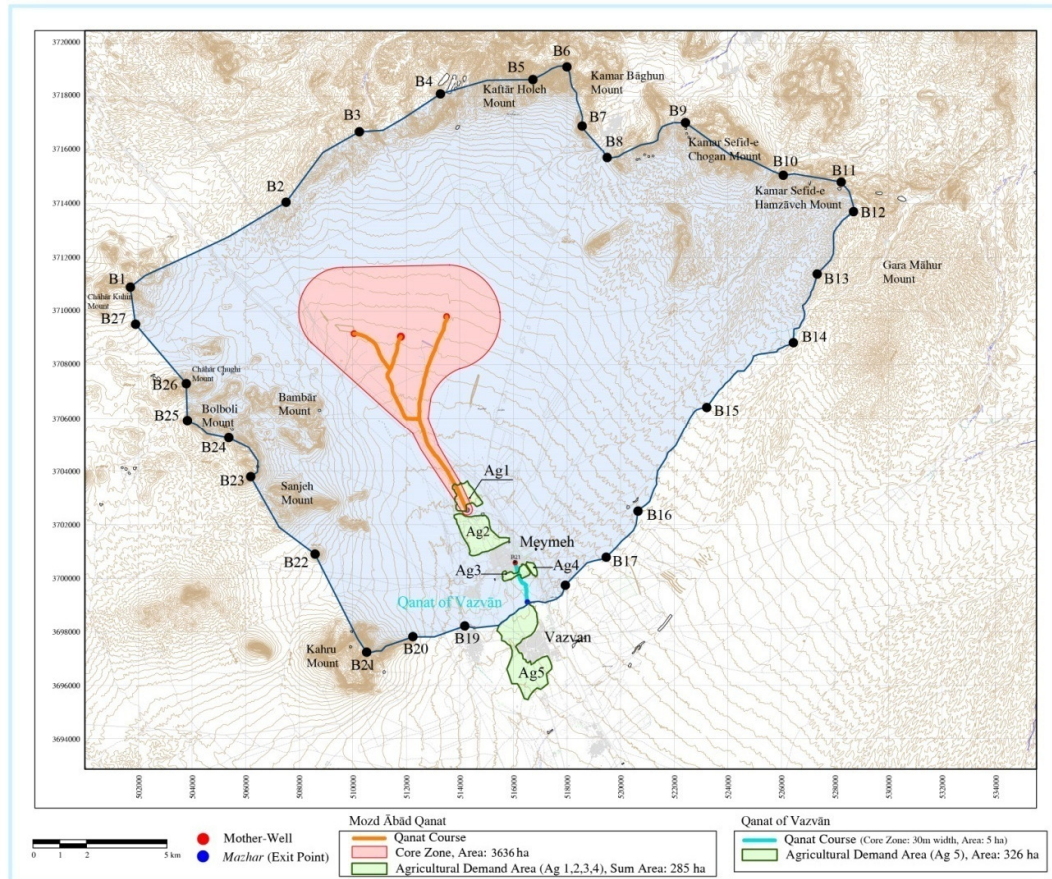 3720000
3718000
3716000
3714000
3712000
3710000
3708000
3706000
3704000
3702000
3700000
3698000
3696000
3694000
B6
B5
Kaftār Holeh
Mount
Kamar Bāghun
Mount
B4
B3
B7
B8
B9
Kamar Sefid-e
Chogan Mount
B10
B11
Kamar Sefid-e
Hamzāveh Mount
B12
B2
B1
B13
Gara Māhur
Mount
Mount
B27
B14
B26
Mount
B25
Bolboli
Mount
Bambār
Mount
B15
B24
B23
Sanjeh
Mount
Ag1
B16
Ag2
Meymeh
B22
Ag3
Ag4
B17
Qanat of Vazvān
B19
B20
B21
Kahru
Mount
Vazvan
Ag5
502000
504000
506000
508000
510000
512000
514000
516000
518000
520000
522000
524000
526000
528000
530000
532000
534000
0 1 2 5 km
Mother-Well
Mazhar (Exit Point)
Mozd Ābād Qanat
Qanat Course
Core Zone, Area: 3636 ha
Agricultural Demand Area (Ag 1,2,3,4), Sum Area: 285 ha
Qanat of Vazvān
Qanat Course (Core Zone: 30m width, Area: 5 ha)
Agricultural Demand Area (Ag 5), Area: 326 ha